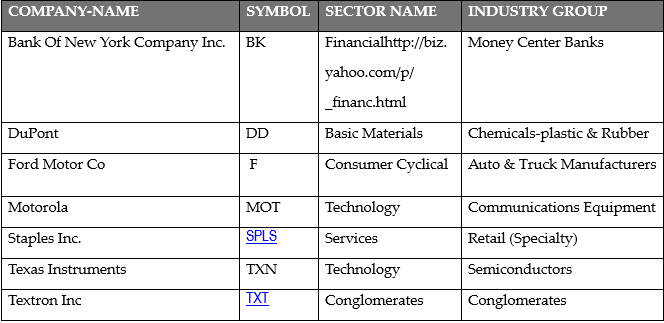 COMPANY-NAME SYMBOL SECTOR NAME INDUSTRY GROUP
Bank Of New York Company Inc. BK Financialhttp://biz. Money Center Banks
yahoo.com/p/
_financ.html
DuPont DD Basic Materials Chemicals-plastic & Rubber
Ford Motor Co F Consumer Cyclical Auto & Truck Manufacturers
Motorola MOT Technology Communications Equipment
Staples Inc. SPLS Services Retail (Specialty)
Texas Instruments TXN Technology Semiconductors
Textron Inc TXT Conglomerates Conglomerates